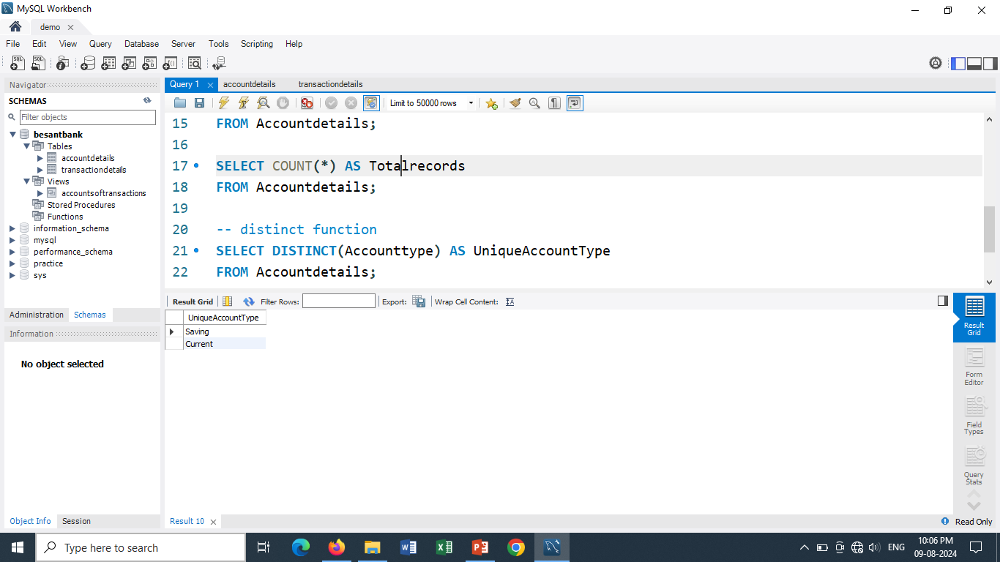 MySQL Workbench
demo
File Edit View Query Database Server Tools Scripting Help
Navigator
SCHEMAS
Filter objects
besantbank
Tables
accountdetails
transactiondetails
Views
accountsoftransactions
Stored Procedures
Functions
information_schema
mysql
performance_schema
practice
sys
Administration Schemas
Information
No object selected
Object Info Session
Query 1 accountdetails transactiondetails
Limit to 50000 rows
15 FROM Accountdetails;
16
17 SELECT COUNT(*) AS Totalrecords
18 FROM Accountdetails;
19
20 -- distinct function
21 SELECT DISTINCT(Accounttype) AS UniqueAccountType
22 FROM Accountdetails;
Result Grid Filter Rows: Export: Wrap Cell Content:
UniqueAccountType
Saving
Current
Result
Grid
Form
Editor
Field
Types
Query
Stats
Result 10
Read Only
Type here to search
ENG
10:06 PM
09-08-2024